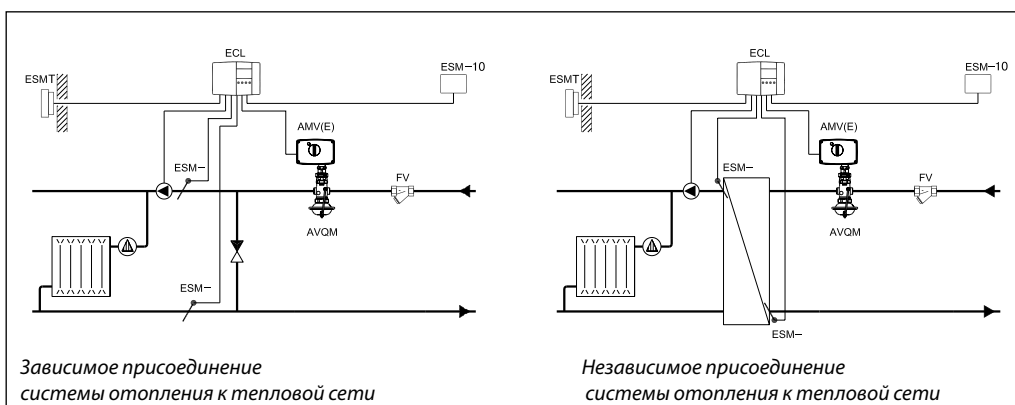 ECL
ESMT
ESM-10
AMV(E)
ESM-
FV
AVQM
ESM-
Зависимое присоединение
системы отопления к тепловой сети
ECL
ESMT
ESM-10
AMV(E)
ESM-
FV
AVQM
ESM-
Независимое присоединение
системы отопления к тепловой сети